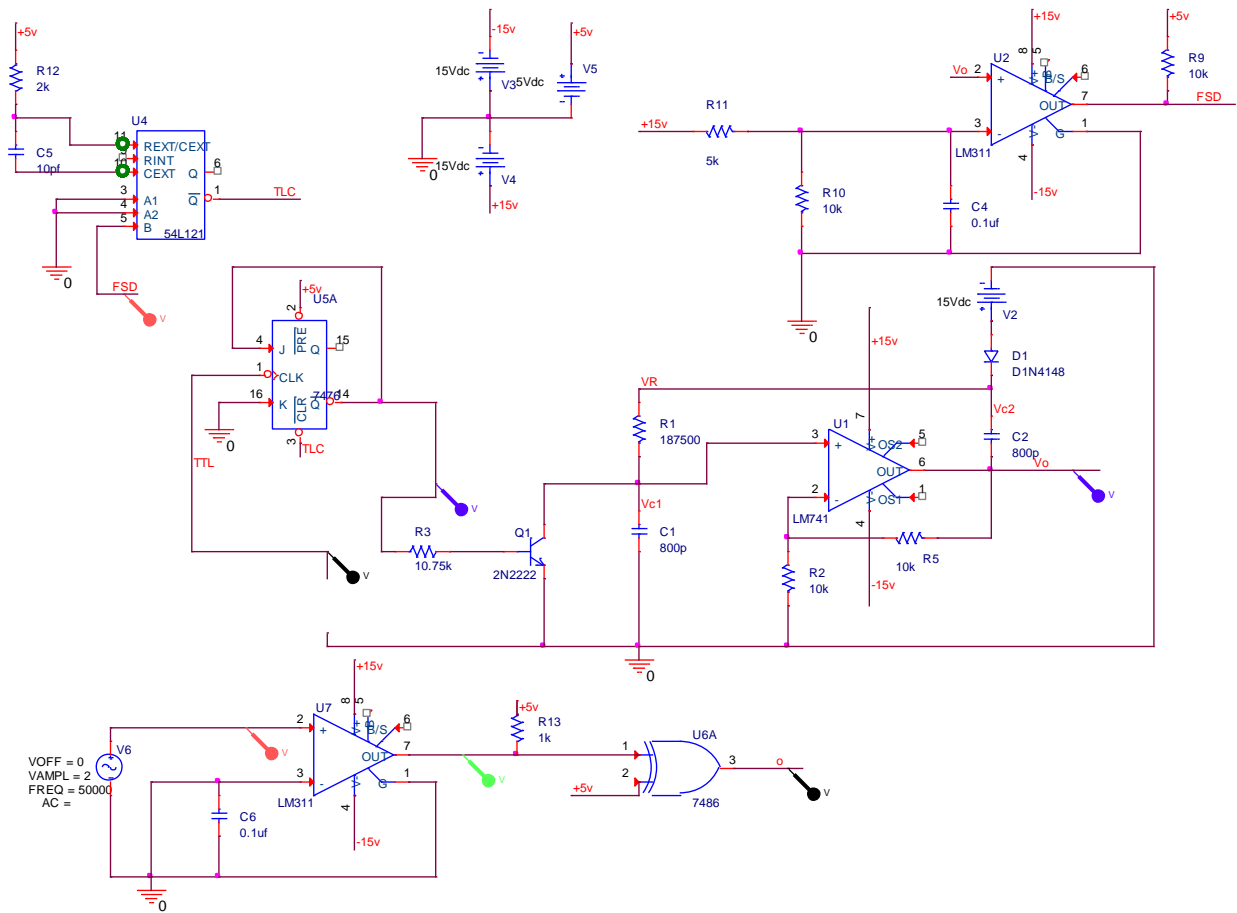 +5v
R12
2k
C5
10pf
U4
11
REXT/CEXT
RINT
CEXT
Q
6
3
A1
4
A2
5
B
Q
1
TLC
54L121
0
FSD
V
-15v
15Vdc
V3
5Vdc
+5v
V5
0
15Vdc
V4
+15v
+15v
R11
5k
R10
10k
C4
0.1uf
0
Vo
2
+
3
-
U2
LM311
+15v
8
5
V+
B
B/S
6
OUT
7
G
1
V-
4
-15v
+5v
R9
10k
FSD
+5v
U5A
2
4
J
PRE
Q
15
1
CLK
16
K
CLR
Q
14
7476
3
TLC
0
TTL
V
V
R3
10.75k
Q1
2N2222
VR
R1
187500
Vc1
C1
800p
0
15Vdc
V2
D1
D1N4148
Vc2
C2
800p
+15v
7
U1
3
+
2
-
LM741
V+
OS2
5
OUT
6
OS1
1
V-
4
-15v
Vo
V
R5
10k
R2
10k
V6
VOFF = 0
VAMPL = 2
FREQ = 50000
AC =
V
0
C6
0.1uf
+15v
U7
2
+
3
-
LM311
8
5
V+
B
B/S
6
OUT
7
G
1
V-
4
-15v
V
+5v
R13
1k
+5v
U6A
1
2
3
7486
o
V